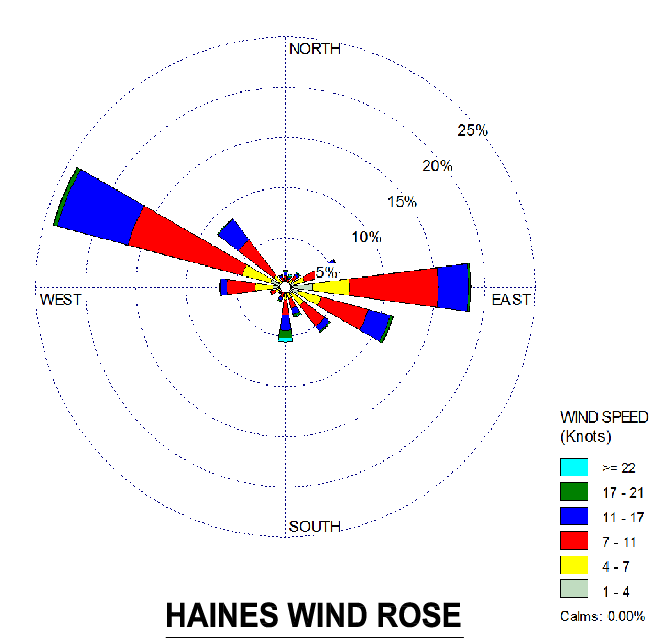 NORTH
25%
20%
15%
10%
5%
WEST
EAST
SOUTH
WIND SPEED
(Knots)
>= 22
17 - 21
11 - 17
7 - 11
4 - 7
1 - 4
Calms: 0.00%
HAINES WIND ROSE